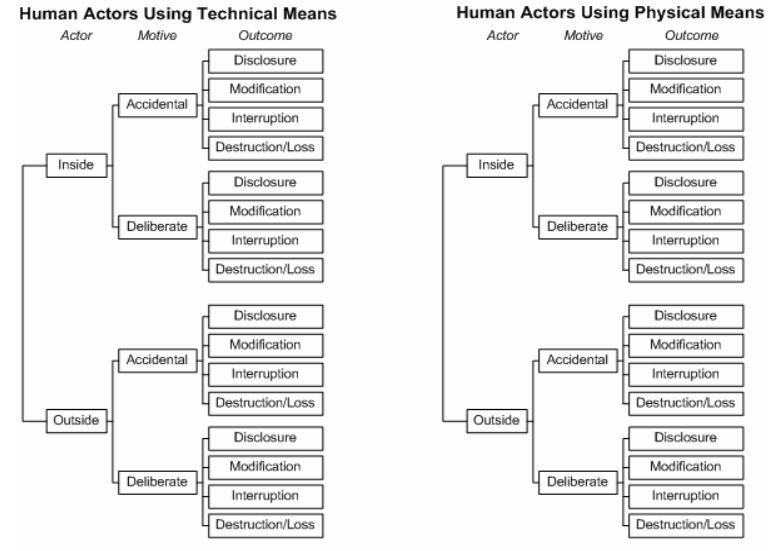 Human Actors Using Technical Means
Actor Motive Outcome
Disclosure
Modification
Accidental
Interruption
Destruction/Loss
Inside
Disclosure
Modification
Deliberate
Interruption
Destruction/Loss
Disclosure
Modification
Accidental
Interruption
Destruction/Loss
Outside
Disclosure
Modification
Deliberate
Interruption
Destruction/Loss
Human Actors Using Physical Means
Actor Motive Outcome
Disclosure
Modification
Accidental
Interruption
Destruction/Loss
Inside
Disclosure
Modification
Deliberate
Interruption
Destruction/Loss
Disclosure
Modification
Accidental
Interruption
Destruction/Loss
Outside
Disclosure
Modification
Deliberate
Interruption
Destruction/Loss